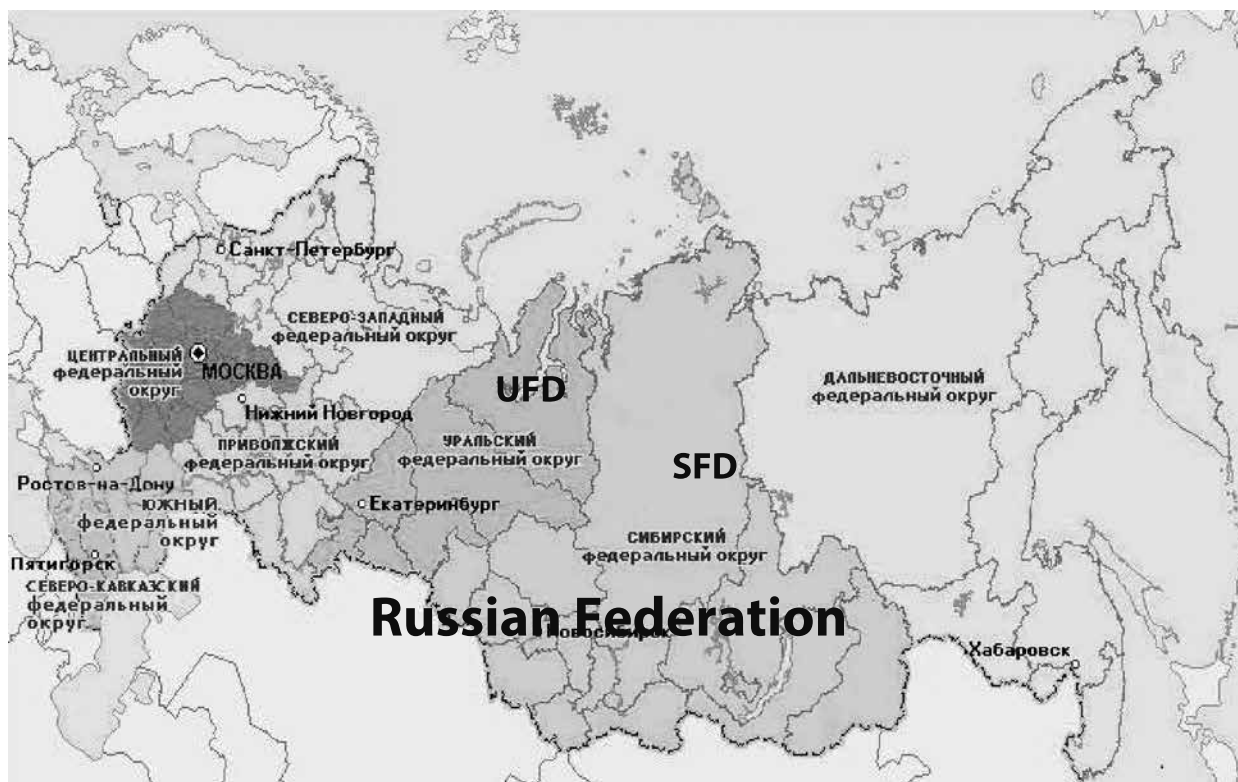 Санкт-Петербург
СЕВЕРО-ЗАПАДНЫЙ
федеральный округ
ЦЕНТРАЛЬНЫЙ
федеральный
округ
МОСКВА
UFD
ДАЛЬНЕВОСТОЧНЫЙ
федеральный округ
Нижний Новгород
ПРИВОЛЖСКИЙ
федеральный округ
УРАЛЬСКИЙ
федеральный округ
SFD
Ростов-на-Дону
ЮЖНЫЙ
федеральный
округ
Екатеринбург
СИБИРСКИЙ
федеральный округ
Пятигорск
СЕВЕРО-КАВКАЗСКИЙ
федеральный
округ
Russian Federation
Новосибирск
Хабаровск